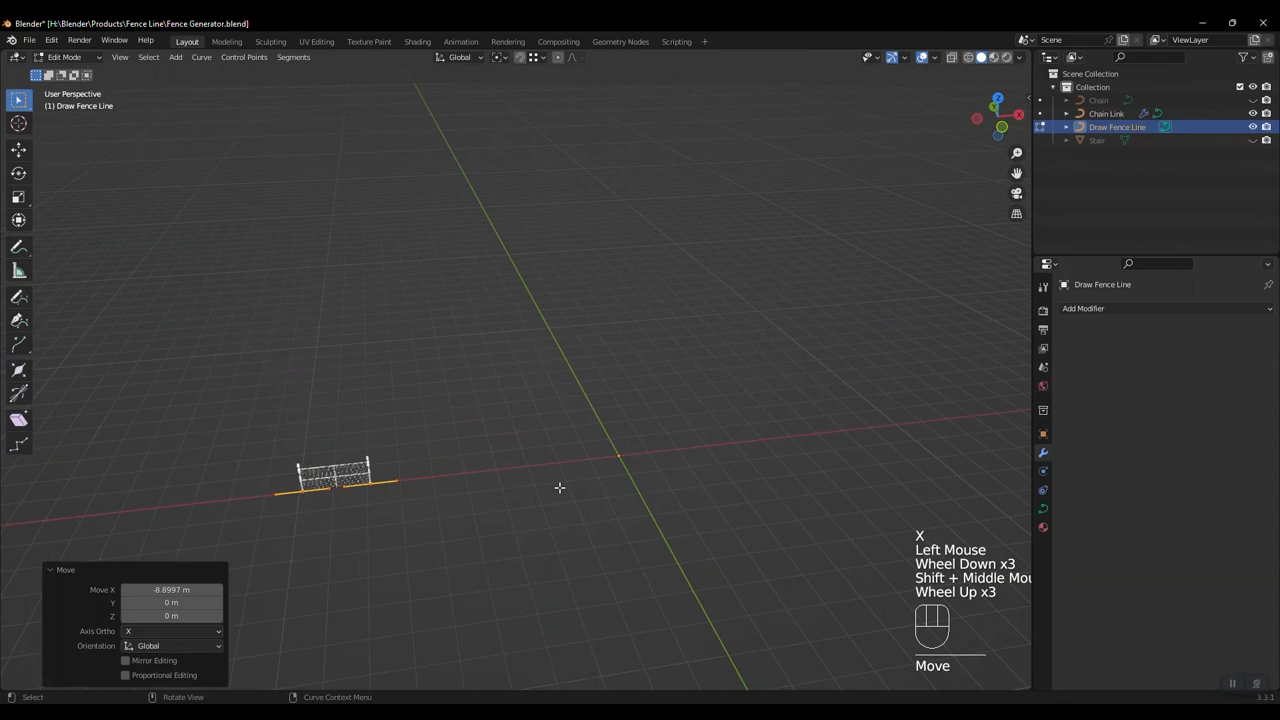 Blender* [H:\Blender\Products\Fence Line\Fence Generator.blend]
File Edit Render Window Help Layout Modeling Sculpting UV Editing Texture Paint Shading Animation Rendering Compositing Geometry Nodes Scripting + Scene ViewLayer
Edit Mode View Select Add Curve Control Points Segments Global
User Perspective
(1) Draw Fence Line
Scene Collection
Collection
Chain
Chain Link
Draw Fence Line
Stair
Draw Fence Line
Add Modifier
X
Y
Z
X
Left Mouse
Wheel Down x3
Shift + Middle Mou
Wheel Up x3
Move
Move
Move X -8.8997 m
Y 0 m
Z 0 m
Axis Ortho X
Orientation Global
Mirror Editing
Proportional Editing
Select Rotate View Curve Context Menu 3.3.1